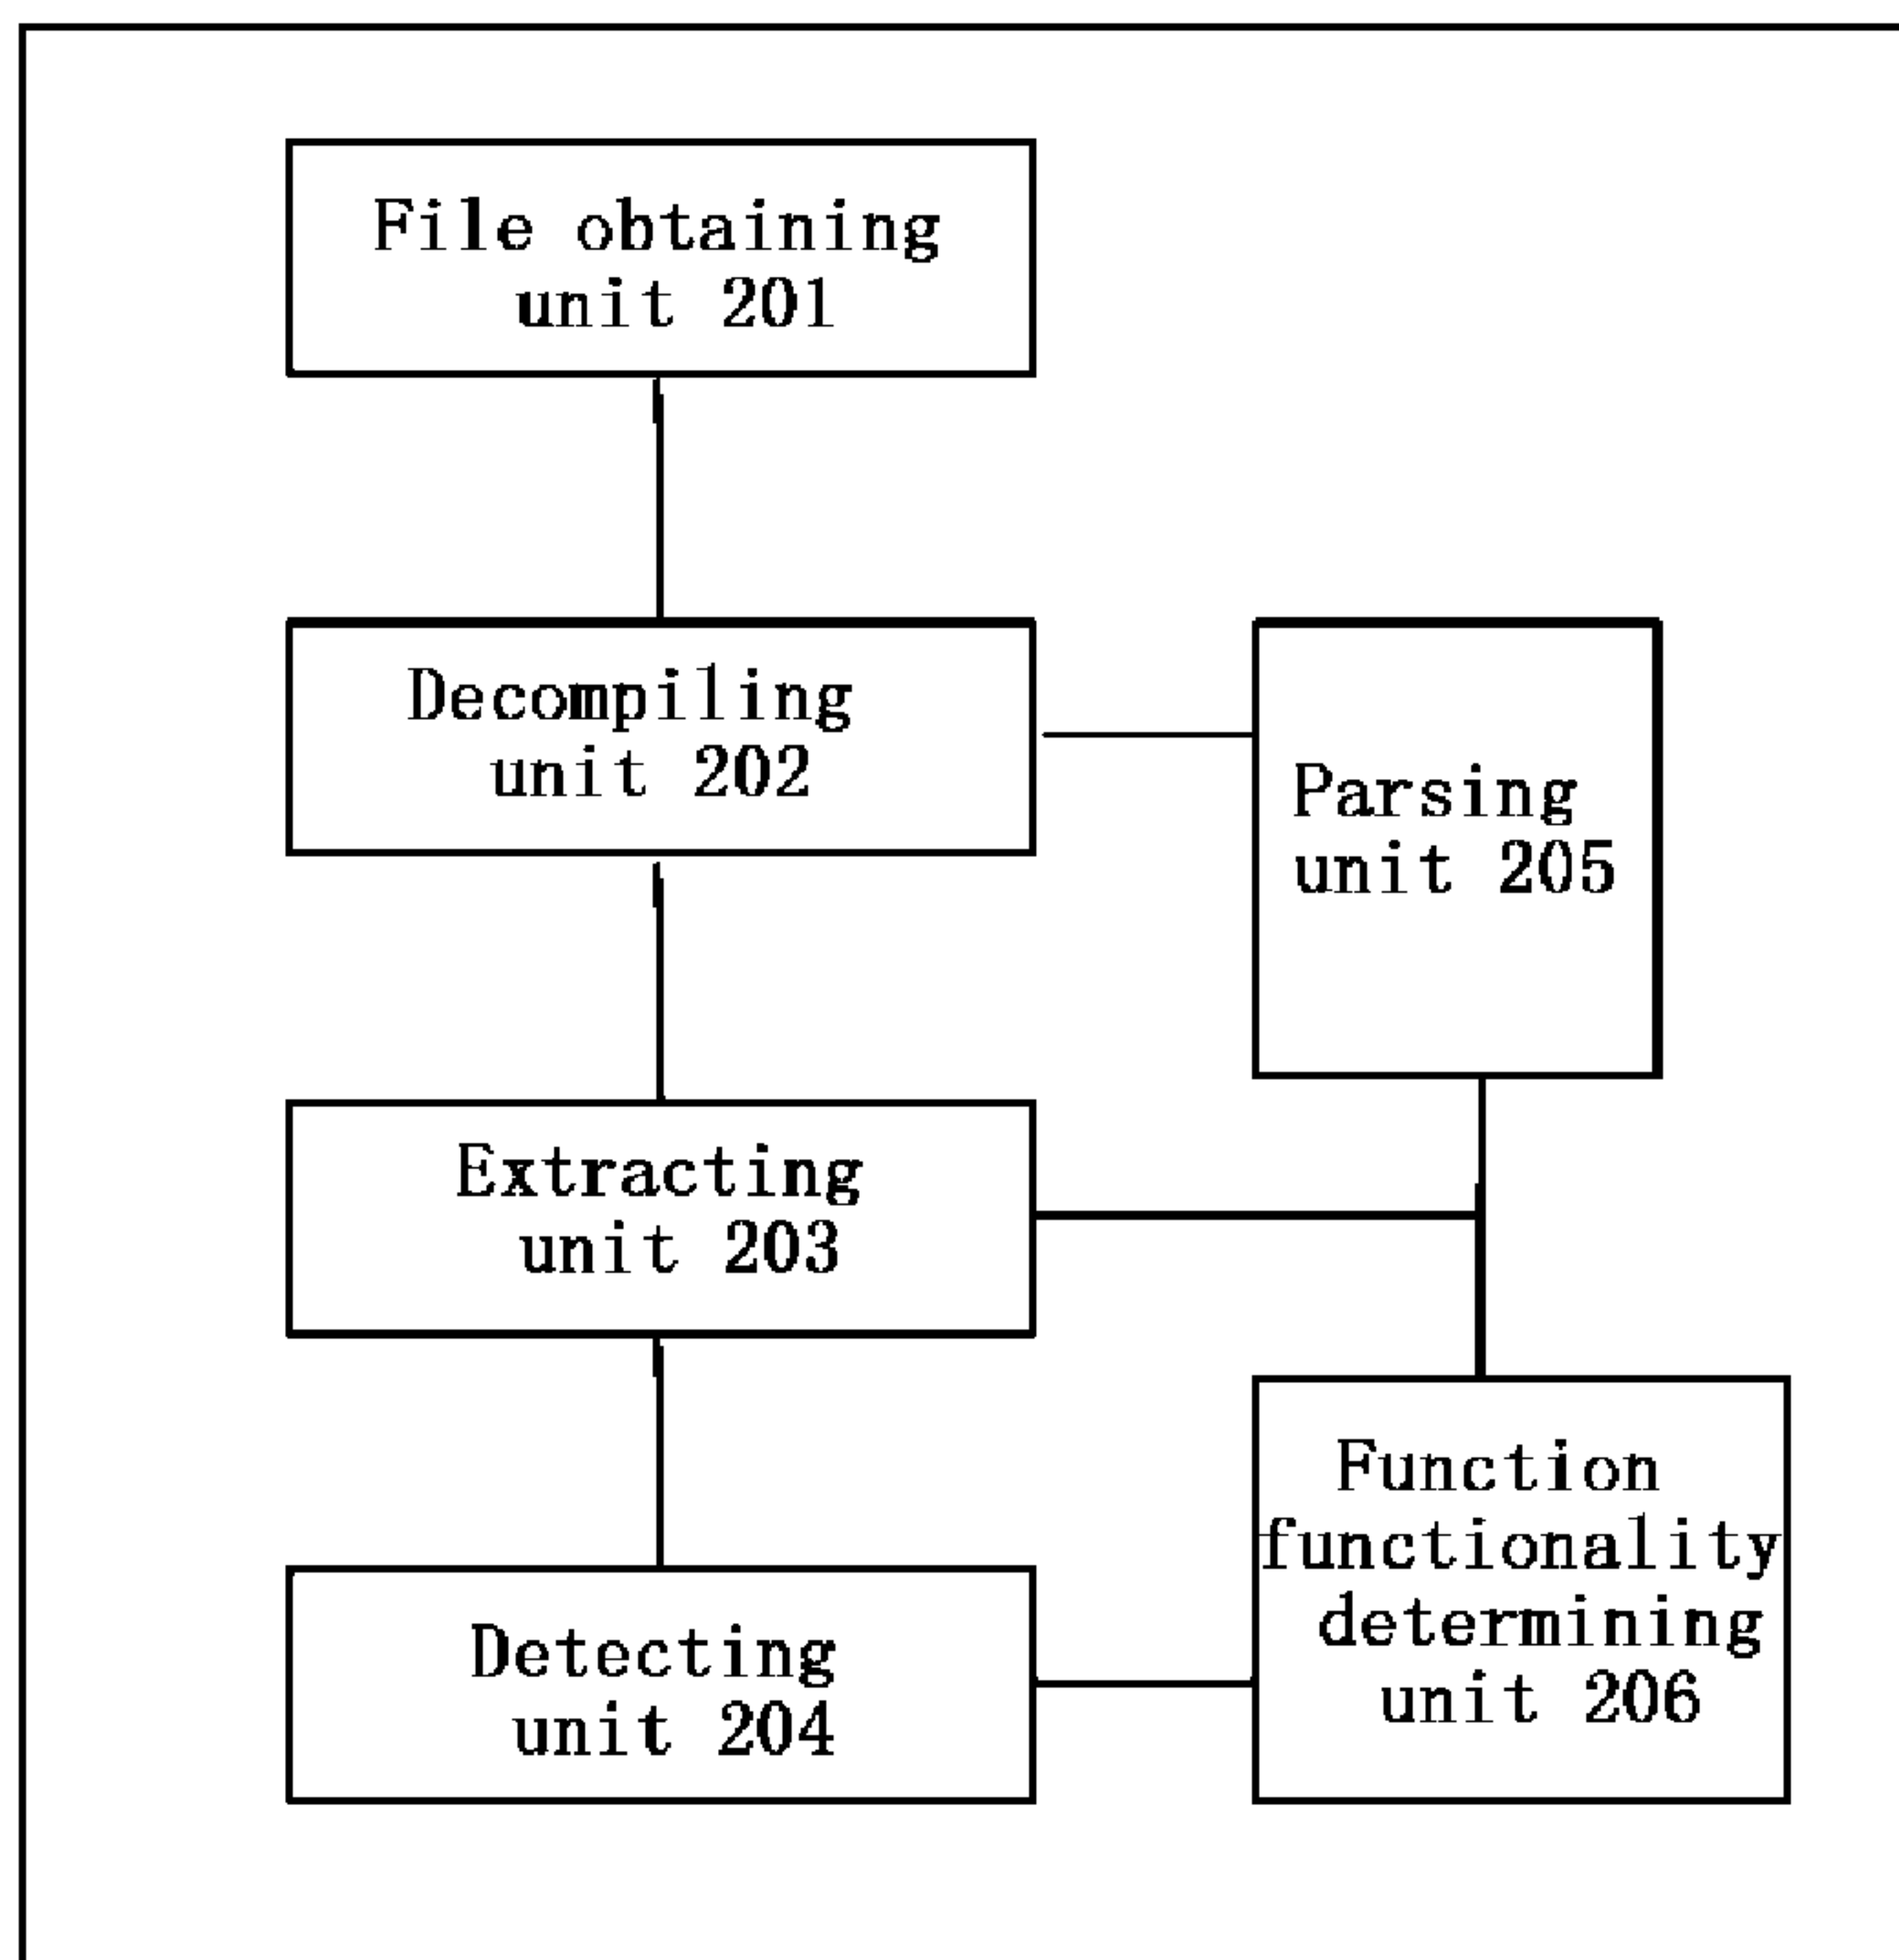 File obtaining
unit 201
Decompiling
unit 202
Parsing
unit 205
Extracting
unit 203
Function
functionality
determining
unit 206
Detecting
unit 204